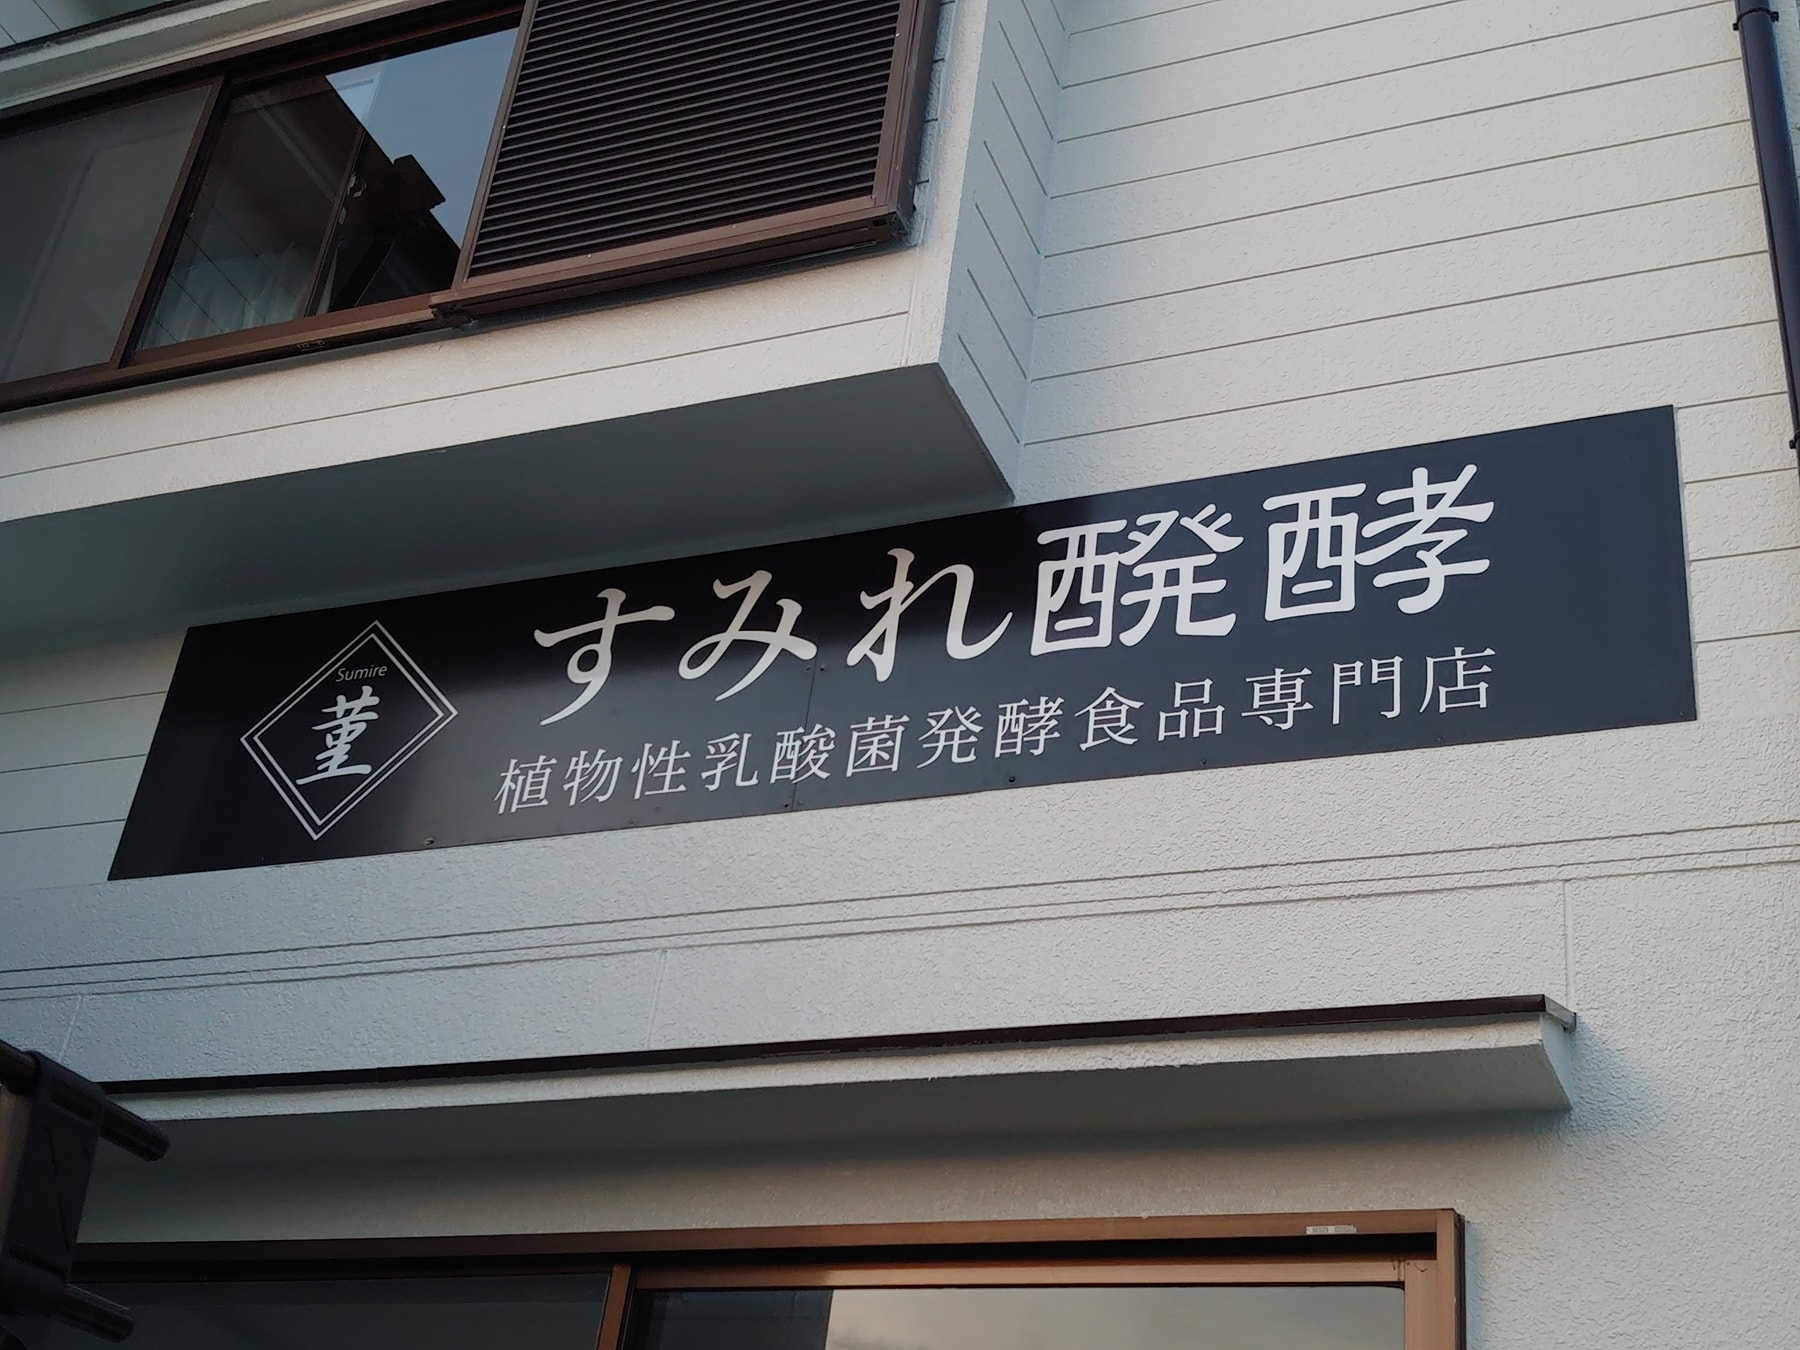 Sumire
菫
すみれ醗酵
植物性乳酸菌発酵食品専門店